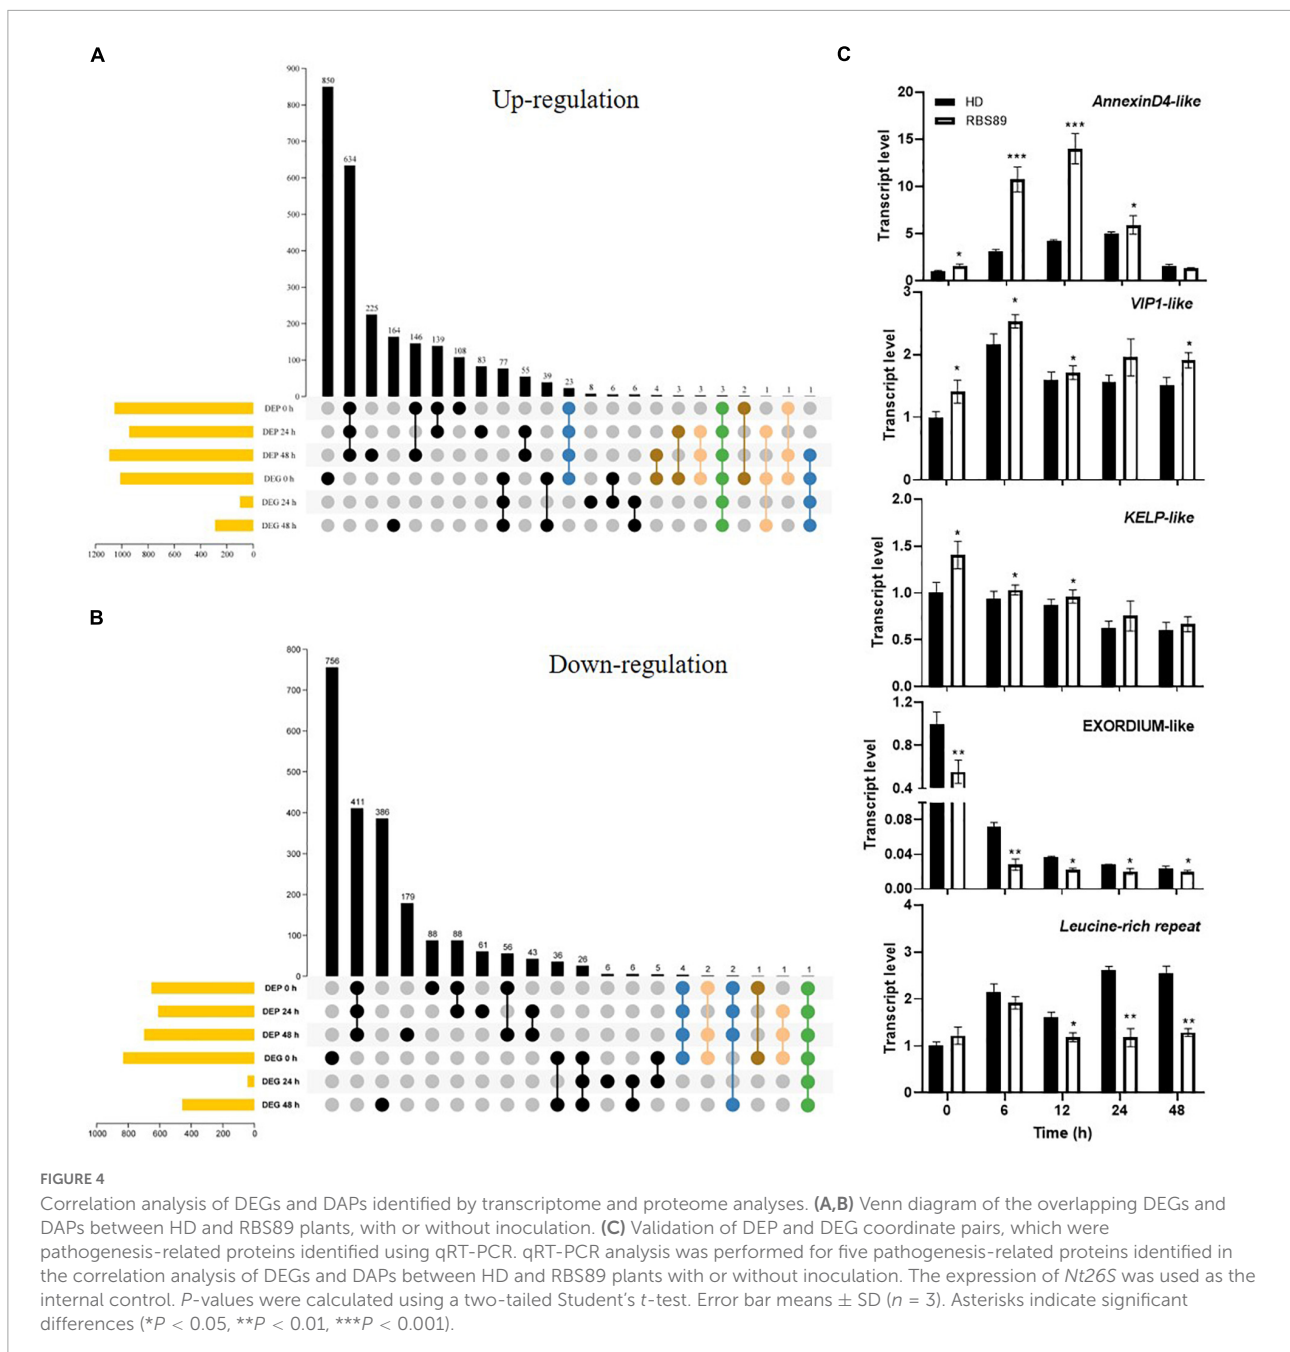 A
Up-regulation
900
800
700
600
500
400
300
200
100
0
850
634
225
164
146
139
108
83
77
55
39
23
8
6
6
4
3
3
3
2
1
1
1
DEP 0 h
DEP 24 h
DEP 48 h
DEG 0 h
DEG 24 h
DEG 48 h
1200 1000 800 600 400 200 0
B
Down-regulation
800
700
600
500
400
300
200
100
0
756
411
386
179
88
88
61
56
43
36
26
6
6
5
4
2
2
1
1
1
DEP 0 h
DEP 24 h
DEP 48 h
DEG 0 h
DEG 24 h
DEG 48 h
1000 800 600 400 200 0
C
HD
RBS89
AnnexinD4-like
Transcript level
20
15
10
5
0
* *** *** *
VIP1-like
Transcript level
3
2
1
0
* * * *
KELP-like
Transcript level
2.0
1.5
1.0
0.5
0.0
* * *
EXORDIUM-like
Transcript level
1.2
0.8
0.4
0.08
0.04
0.00
** ** * * *
Leucine-rich repeat
Transcript level
4
3
2
1
0
* ** **
0 6 12 24 48
Time (h)
FIGURE 4
Correlation analysis of DEGs and DAPs identified by transcriptome and proteome analyses. (A,B) Venn diagram of the overlapping DEGs and
DAPs between HD and RBS89 plants, with or without inoculation. (C) Validation of DEP and DEG coordinate pairs, which were
pathogenesis-related proteins identified using qRT-PCR. qRT-PCR analysis was performed for five pathogenesis-related proteins identified in
the correlation analysis of DEGs and DAPs between HD and RBS89 plants with or without inoculation. The expression of Nt26S was used as the
internal control. P-values were calculated using a two-tailed Student's t-test. Error bar means ± SD (n = 3). Asterisks indicate significant
differences (*P < 0.05, **P < 0.01, ***P < 0.001).